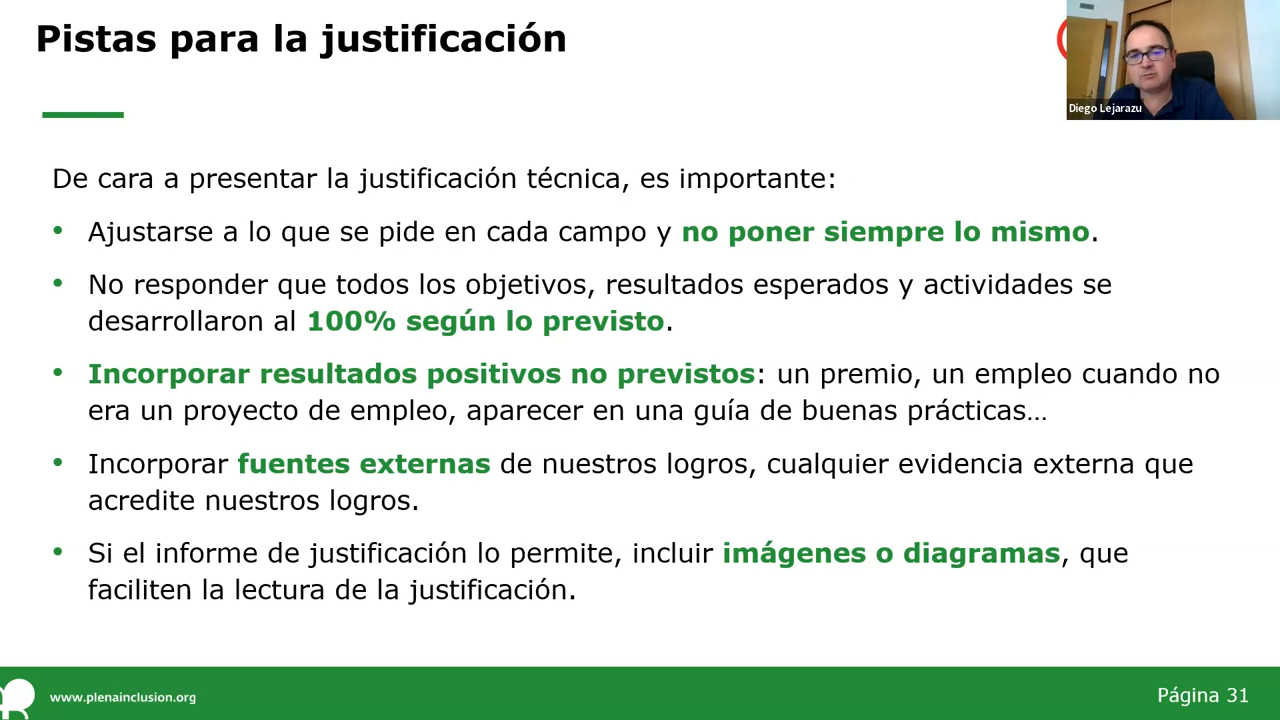 Pistas para la justificación
Diego Lejarazu
De cara a presentar la justificación técnica, es importante:
• Ajustarse a lo que se pide en cada campo y no poner siempre lo mismo.
• No responder que todos los objetivos, resultados esperados y actividades se
desarrollaron al 100% según lo previsto.
• Incorporar resultados positivos no previstos: un premio, un empleo cuando no
era un proyecto de empleo, aparecer en una guía de buenas prácticas…
• Incorporar fuentes externas de nuestros logros, cualquier evidencia externa que
acredite nuestros logros.
• Si el informe de justificación lo permite, incluir imágenes o diagramas, que
faciliten la lectura de la justificación.
www.plenainclusion.org
Página 31